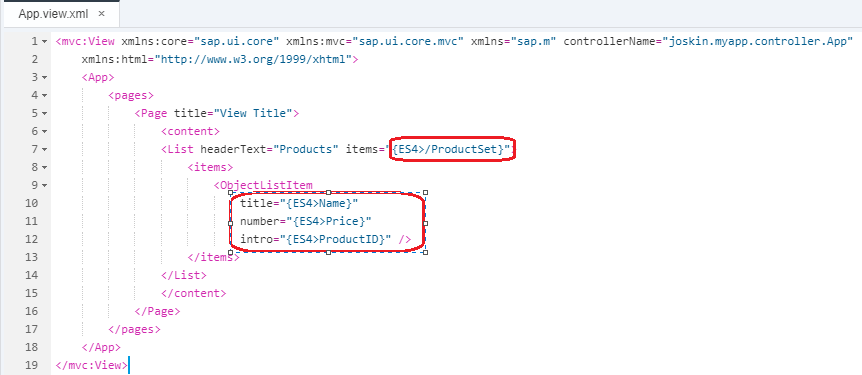 App.view.xml ×
1 <mvc:View xmlns:core="sap.ui.core" xmlns:mvc="sap.ui.core.mvc" xmlns="sap.m" controllerName="joskin.myapp.controller.App"
2 xmlns:html="http://www.w3.org/1999/xhtml">
3 <App>
4 <pages>
5 <Page title="View Title">
6 <content>
7 <List headerText="Products" items="{ES4>/ProductSet}">
8 <items>
9 <ObjectListItem
10 title="{ES4>Name}"
11 number="{ES4>Price}"
12 intro="{ES4>ProductID}" />
13 </items>
14 </List>
15 </content>
16 </Page>
17 </pages>
18 </App>
19 </mvc:View>